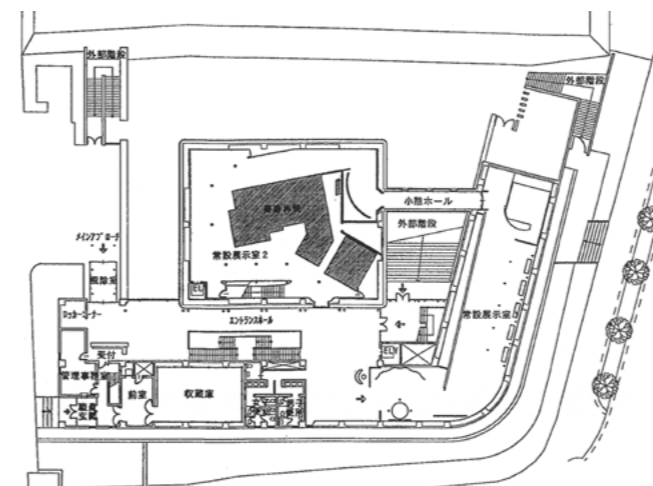 外部階段
外部階段
小階ホール
外部階段
メインアプローチ
常設展示室2
風除室
EV
ロッカーコーナー
エントランスホール
常設展示室
受付
EV
管理事務室
前室
収蔵庫